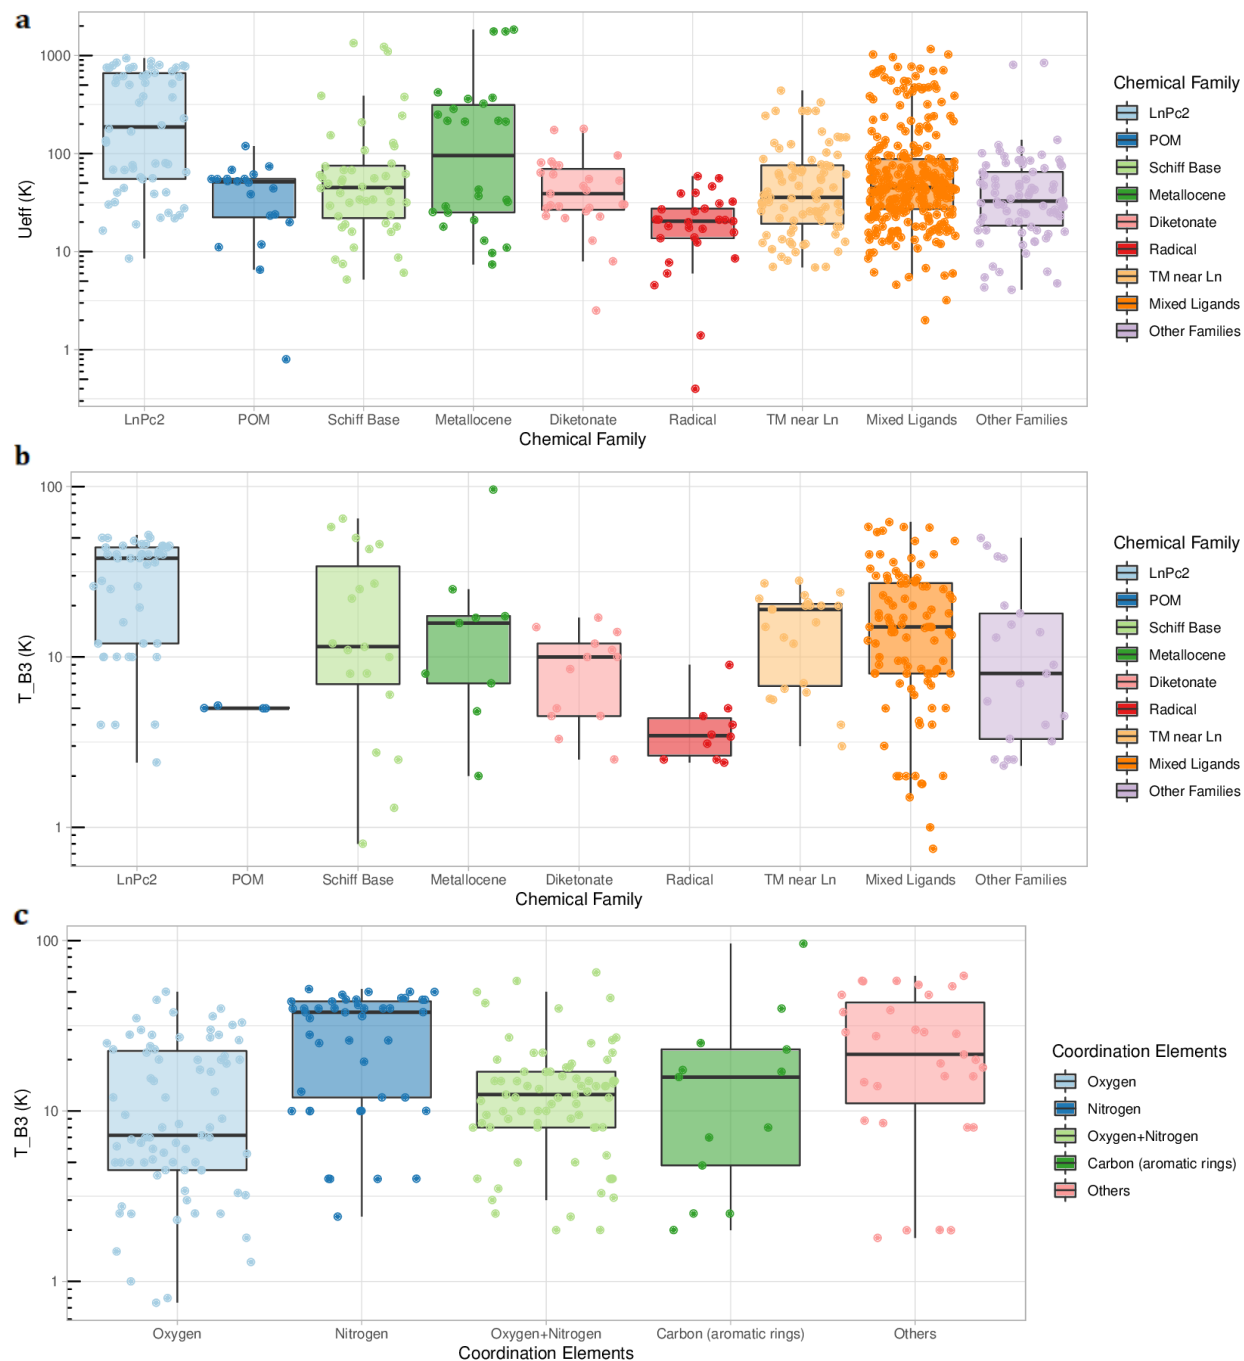 a
1000
100
10
1
Ueff (K)
LnPc2 POM Schiff Base Metallocene Diketonate Radical TM near Ln Mixed Ligands Other Families
Chemical Family
Chemical Family
LnPc2
POM
Schiff Base
Metallocene
Diketonate
Radical
TM near Ln
Mixed Ligands
Other Families
b
100
10
1
T_B3 (K)
LnPc2 POM Schiff Base Metallocene Diketonate Radical TM near Ln Mixed Ligands Other Families
Chemical Family
Chemical Family
LnPc2
POM
Schiff Base
Metallocene
Diketonate
Radical
TM near Ln
Mixed Ligands
Other Families
c
100
10
1
T_B3 (K)
Oxygen Nitrogen Oxygen+Nitrogen Carbon (aromatic rings) Others
Coordination Elements
Coordination Elements
Oxygen
Nitrogen
Oxygen+Nitrogen
Carbon (aromatic rings)
Others